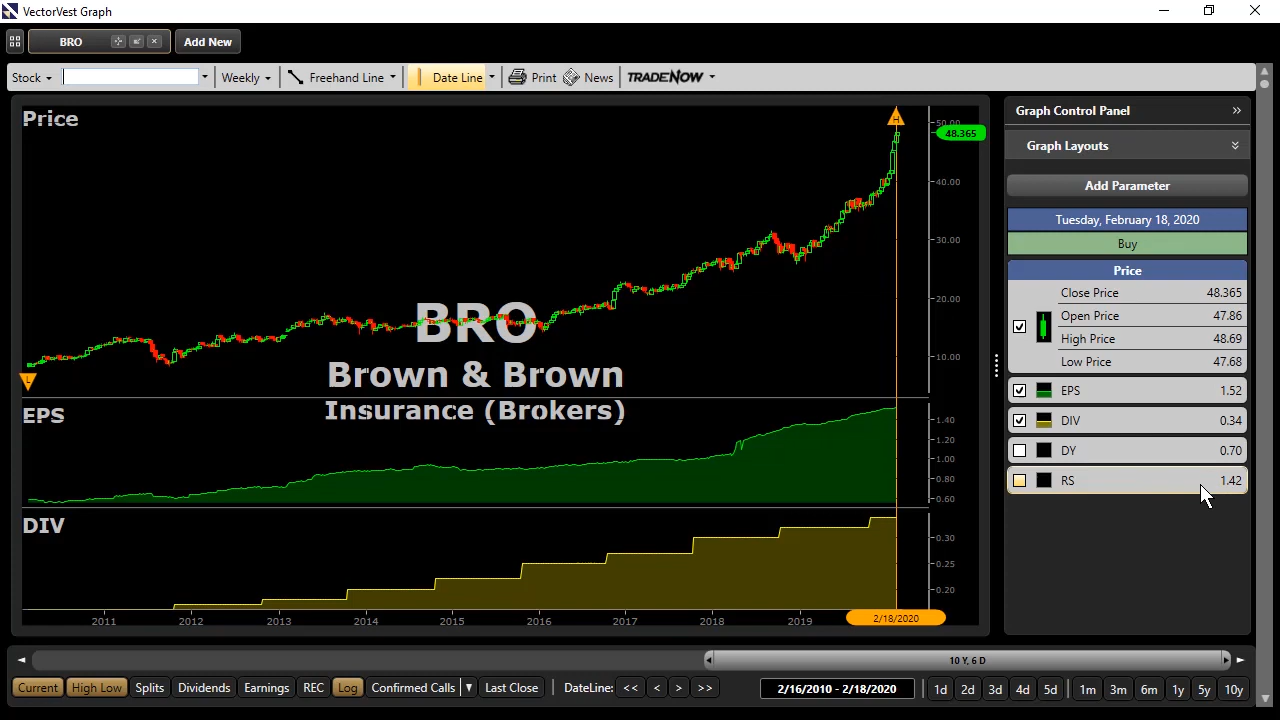 VectorVest Graph
BRO
Add New
Stock
Weekly
Freehand Line
Date Line
Print
News
TRADENOW
Price
H
50.00
48.365
40.00
30.00
20.00
10.00
BRO
Brown & Brown
Insurance (Brokers)
L
EPS
1.40
1.20
1.00
0.80
0.60
DIV
0.30
0.25
0.20
2011 2012 2013 2014 2015 2016 2017 2018 2019 2/18/2020
Graph Control Panel
Graph Layouts
Add Parameter
Tuesday, February 18, 2020
Buy
Price
Close Price 48.365
Open Price 47.86
High Price 48.69
Low Price 47.68
EPS 1.52
DIV 0.34
DY 0.70
RS 1.42
10 Y, 6 D
Current High Low Splits Dividends Earnings REC Log Confirmed Calls Last Close DateLine: << < > >> 2/16/2010 - 2/18/2020 1d 2d 3d 4d 5d 1m 3m 6m 1y 5y 10y